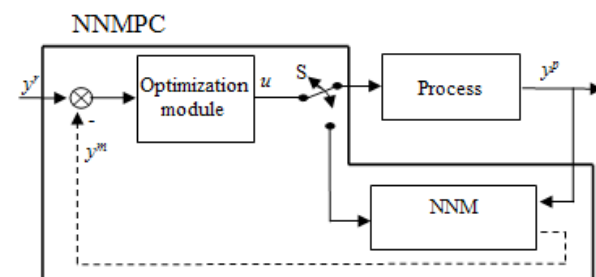 NNMPC
y^r
-
y^m
Optimization
module
u
S
Process
y^p
NNM